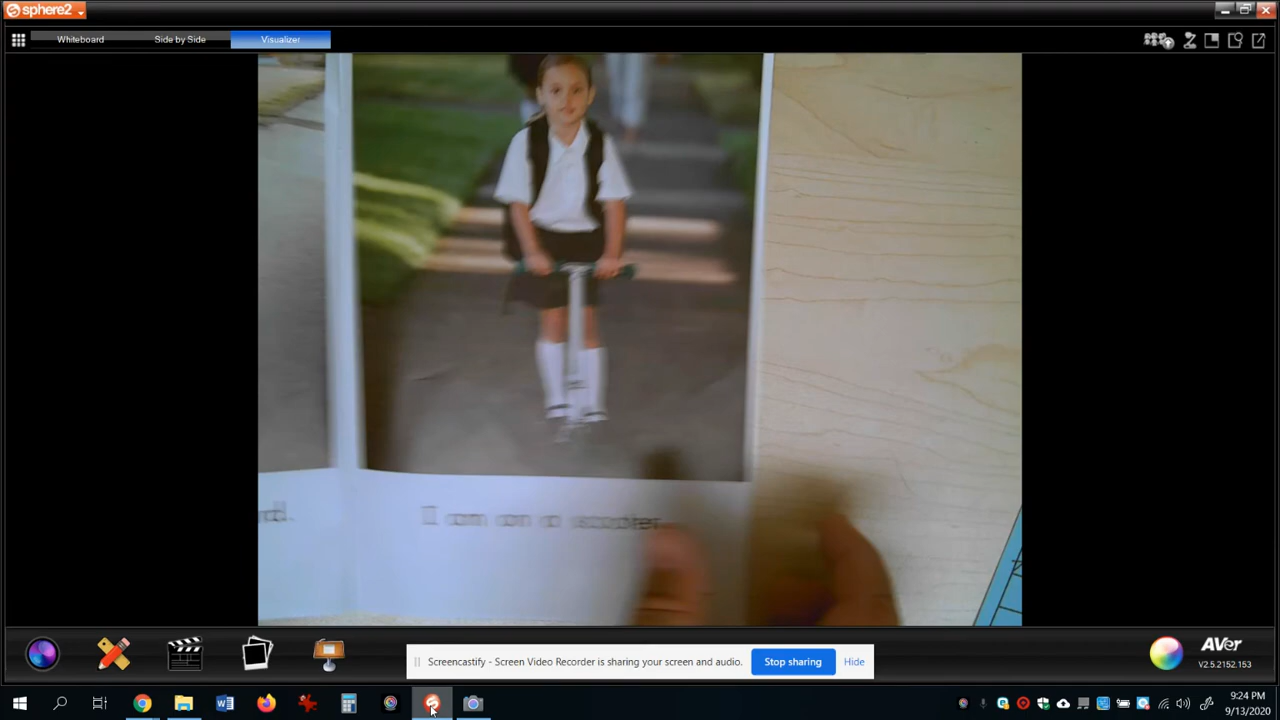 sphere2
Whiteboard
Side by Side
Visualizer
I am on a scooter.
Screencastify - Screen Video Recorder is sharing your screen and audio.
Stop sharing
Hide
AVer
V2.5.2152.153
9:24 PM
9/13/2020